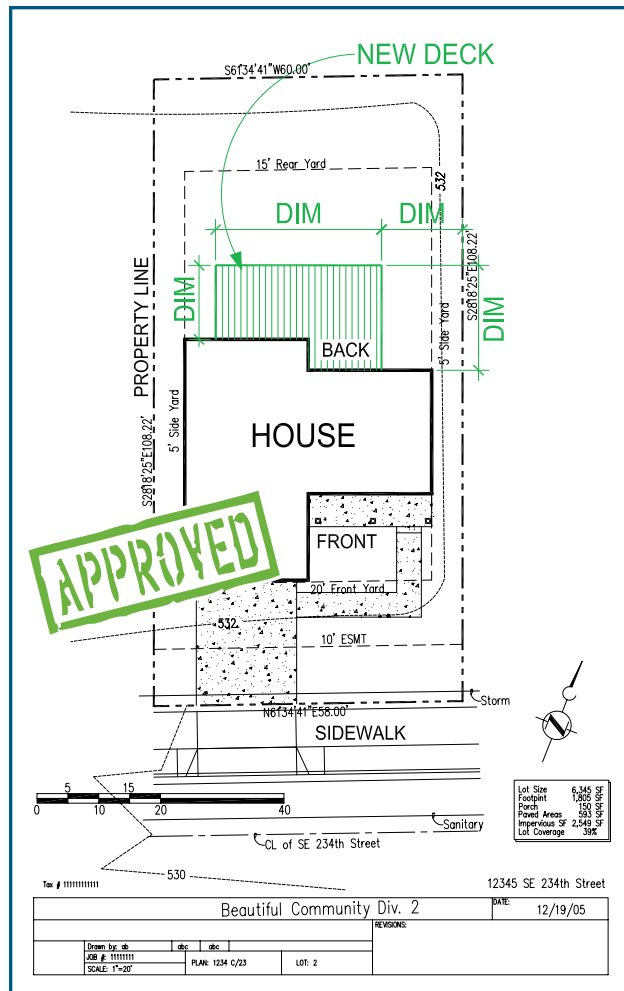 NEW DECK
S61°34'41"W60.00'
15' Rear Yard
532
DIM
DIM
DIM
DIM
S28°18'25"E108.22'
5' Side Yard
PROPERTY LINE
BACK
5' Side Yard
HOUSE
S28°18'25"E108.22'
APPROVED
FRONT
20' Front Yard
532
10' ESMT
Storm
N61°34'41"E58.00'
SIDEWALK
5 15
0 10 20 40
Sanitary
CL of SE 234th Street
530
Lot Size 6,345 SF
Footpint 1,805 SF
Porch 150 SF
Paved Areas 593 SF
Impervious SF 2,549 SF
Lot Coverage 39%
Tax # 111111111111
12345 SE 234th Street
Beautiful Community Div. 2
DATE: 12/19/05
REVISIONS:
Drawn by: ab abc abc
JOB #: 11111111
PLAN: 1234 C/23 LOT: 2
SCALE: 1"=20'